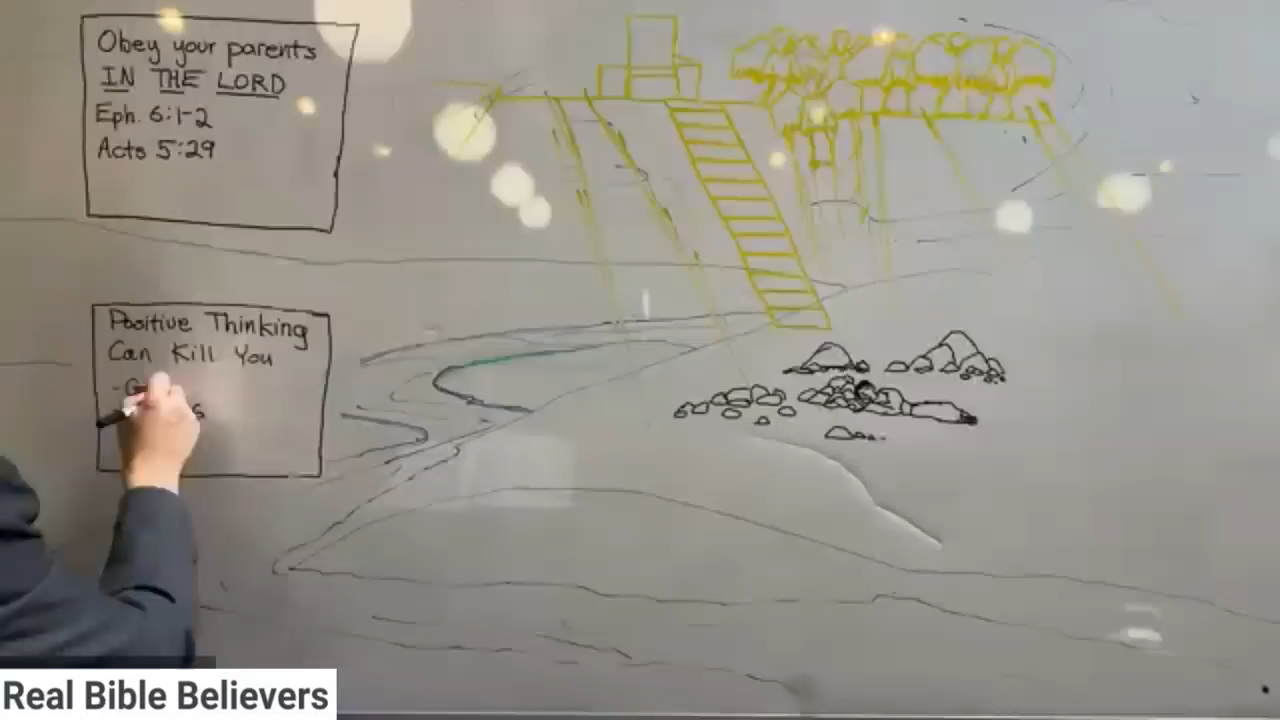 Obey your parents
IN THE LORD
Eph. 6:1-2
Acts 5:29
Positive Thinking
Can Kill You
Real Bible Believers